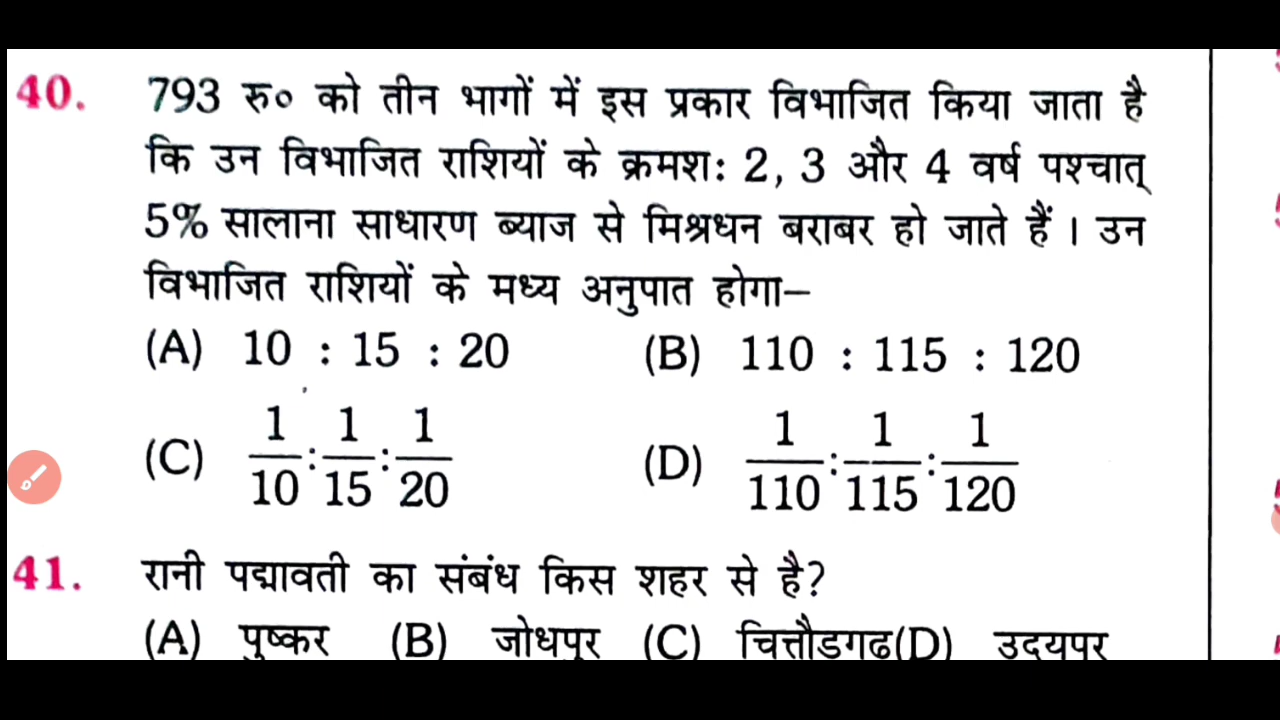 40. 793 रु० को तीन भागों में इस प्रकार विभाजित किया जाता है
कि उन विभाजित राशियों के क्रमश: 2, 3 और 4 वर्ष पश्चात्
5% सालाना साधारण ब्याज से मिश्रधन बराबर हो जाते हैं । उन
विभाजित राशियों के मध्य अनुपात होगा–
(A) 10 : 15 : 20 (B) 110 : 115 : 120
(C) 1/10 : 1/15 : 1/20 (D) 1/110 : 1/115 : 1/120
41. रानी पद्मावती का संबंध किस शहर से है?
(A) पुष्कर (B) जोधपुर (C) चित्तौडगढ (D) उदयपुर